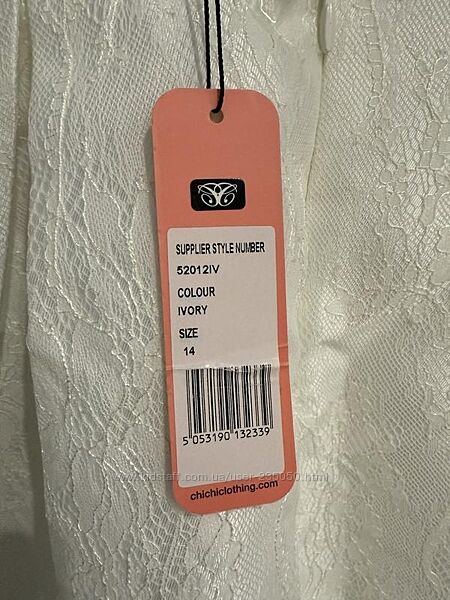 SUPPLIER STYLE NUMBER
52012IV
COLOUR
IVORY
SIZE
14
5 053190 132339
chichiclothing.com